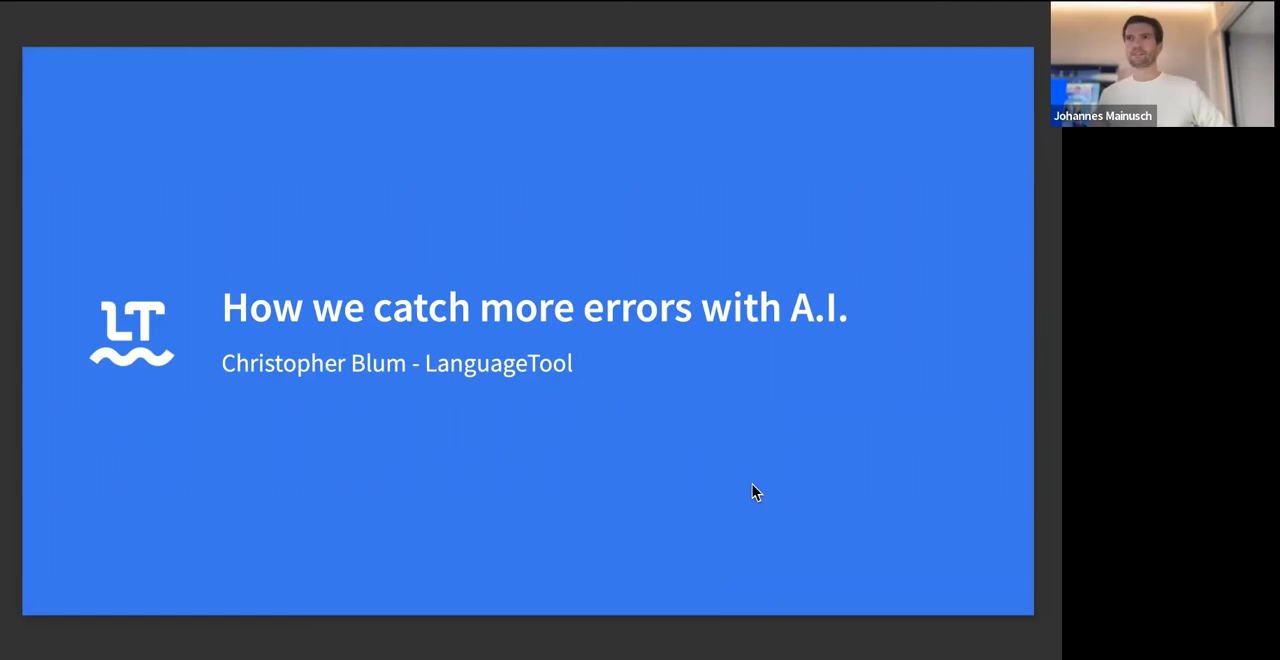 LT
How we catch more errors with A.I.
Christopher Blum - LanguageTool
Johannes Mainusch